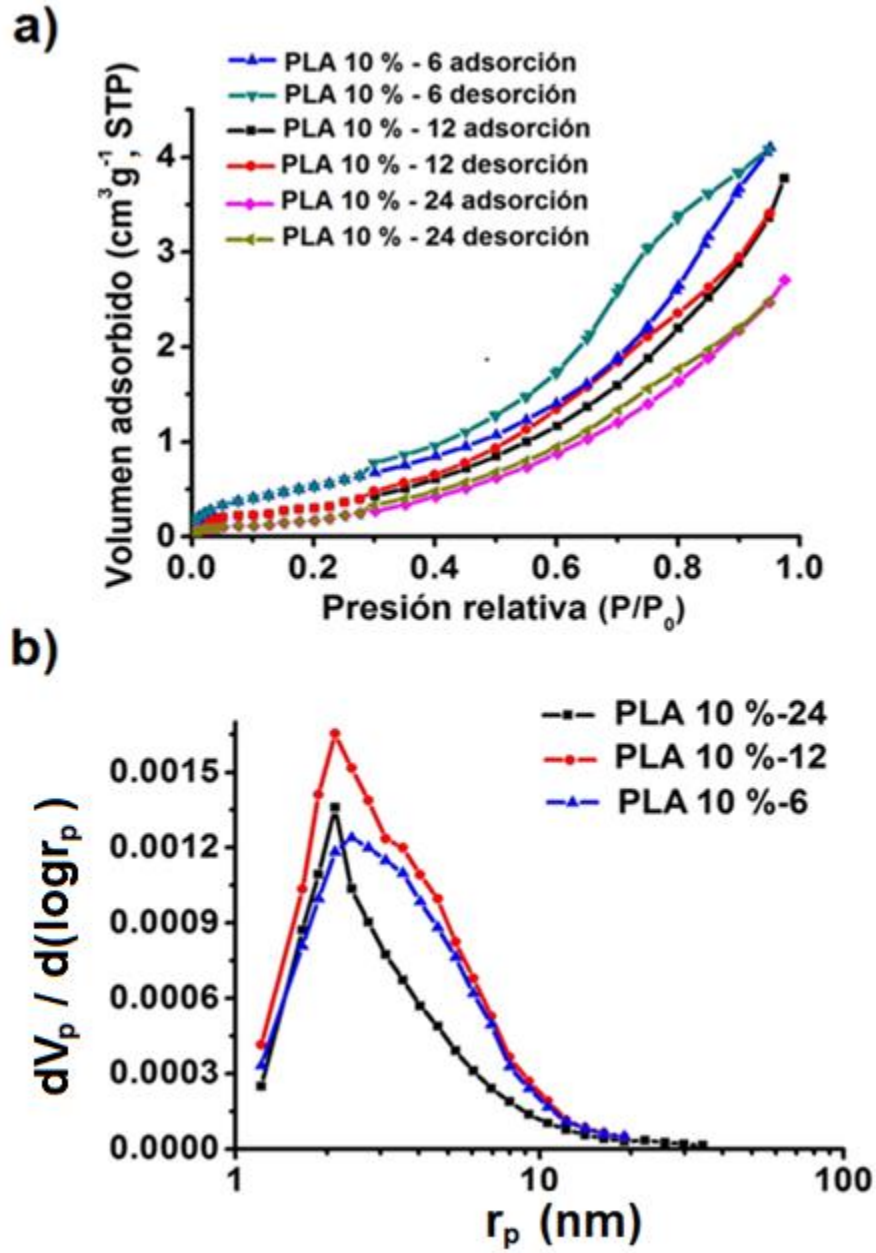 a)
PLA 10 % - 6 adsorción
PLA 10 % - 6 desorción
PLA 10 % - 12 adsorción
PLA 10 % - 12 desorción
PLA 10 % - 24 adsorción
PLA 10 % - 24 desorción
Volumen adsorbido (cm³g⁻¹, STP)
4
3
2
1
0
0.0 0.2 0.4 0.6 0.8 1.0
Presión relativa (P/P₀)
b)
PLA 10 %-24
PLA 10 %-12
PLA 10 %-6
dVₚ / d(logrₚ)
0.0015
0.0012
0.0009
0.0006
0.0003
0.0000
1 10 100
rₚ (nm)